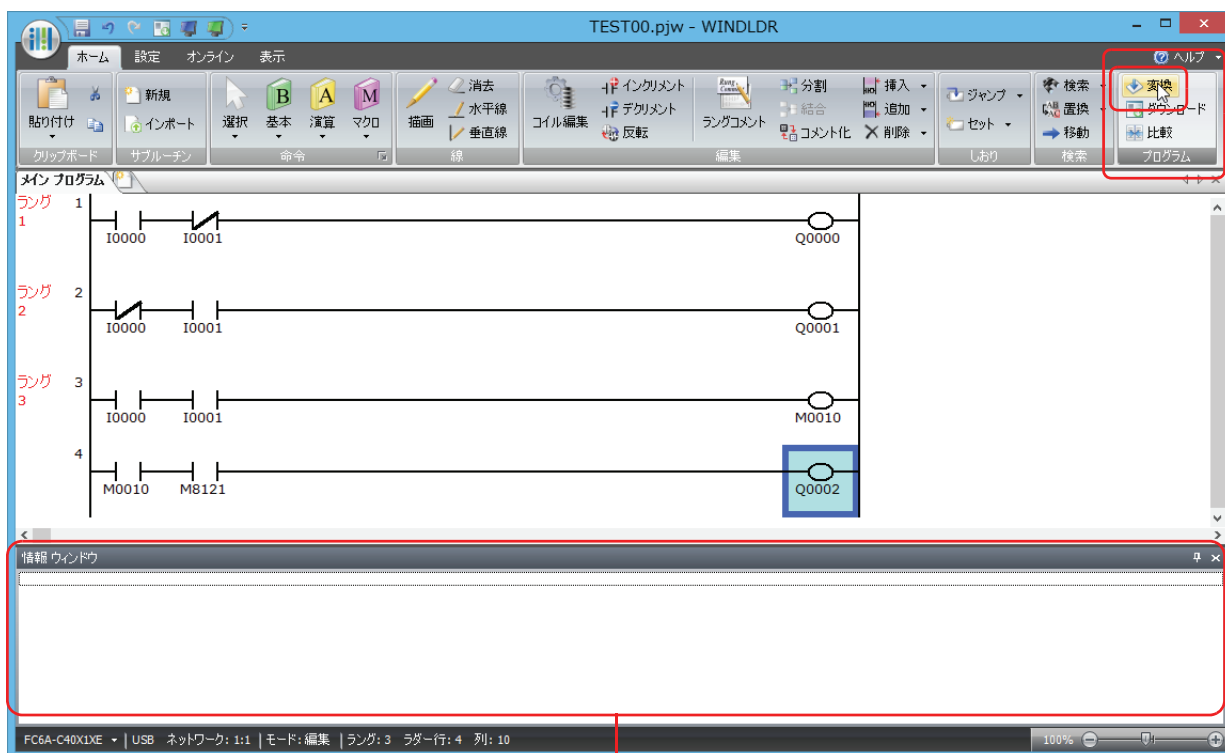 TEST00.pjw - WINDLDR
ホーム 設定 オンライン 表示 ヘルプ
貼り付け
クリップボード
新規
インポート
サブルーチン
選択 B 基本 A 演算 M マクロ
命令
描画
消去
水平線
垂直線
線
コイル編集
インクリメント
デクリメント
反転
Rung Comment
ラングコメント
分割
結合
コメント化
挿入
追加
削除
編集
ジャンプ
セット
しおり
検索
置換
移動
検索
変換
ダウンロード
比較
プログラム
メイン プログラム
ラング 1
1
I0000 I0001 Q0000
ラング 2
2
I0000 I0001 Q0001
ラング 3
3
I0000 I0001 M0010
4
M0010 M8121 Q0002
情報 ウィンドウ
FC6A-C40X1XE USB ネットワーク: 1:1 モード: 編集 ラング: 3 ラダー行: 4 列: 10 100%